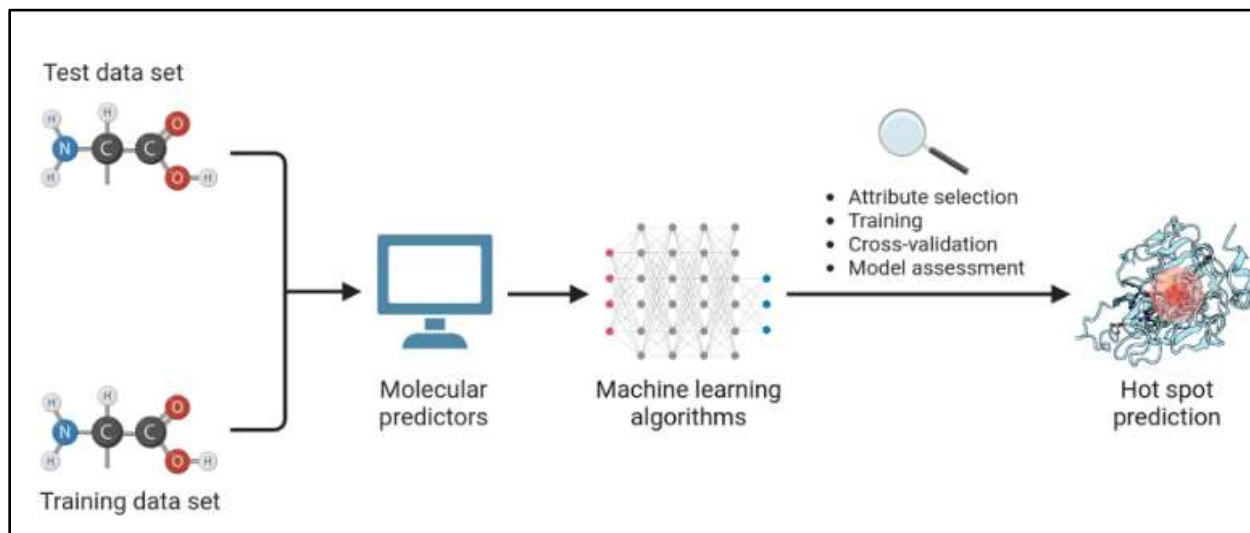 Test data set
H
H
O
N
C
C
H
O
H
• Attribute selection
• Training
• Cross-validation
• Model assessment
Molecular
predictors
Machine learning
algorithms
Hot spot
prediction
H
H
O
N
C
C
H
O
H
Training data set